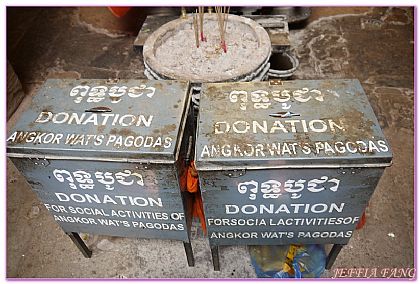 ពុទ្ធបូជា
DONATION
ANGKOR WAT'S PAGODAS
ពុទ្ធបូជា
DONATION
FOR SOCIAL ACTIVITIES OF
ANGKOR WAT'S PAGODAS
ពុទ្ធបូជា
DONATION
ANGKOR WAT'S PAGODAS
ពុទ្ធបូជា
DONATION
FORSOCIA LACTIVITIES OF
ANGKOR WAT'S PAGODAS
JEFFIA FANG